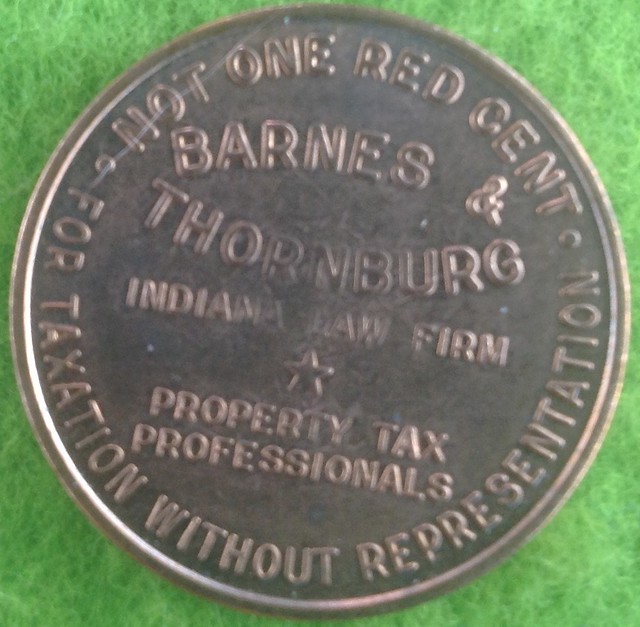 NOT ONE RED CENT
BARNES &
THORNBURG
INDIANA LAW FIRM
PROPERTY TAX
PROFESSIONALS
FOR TAXATION WITHOUT REPRESENTATION